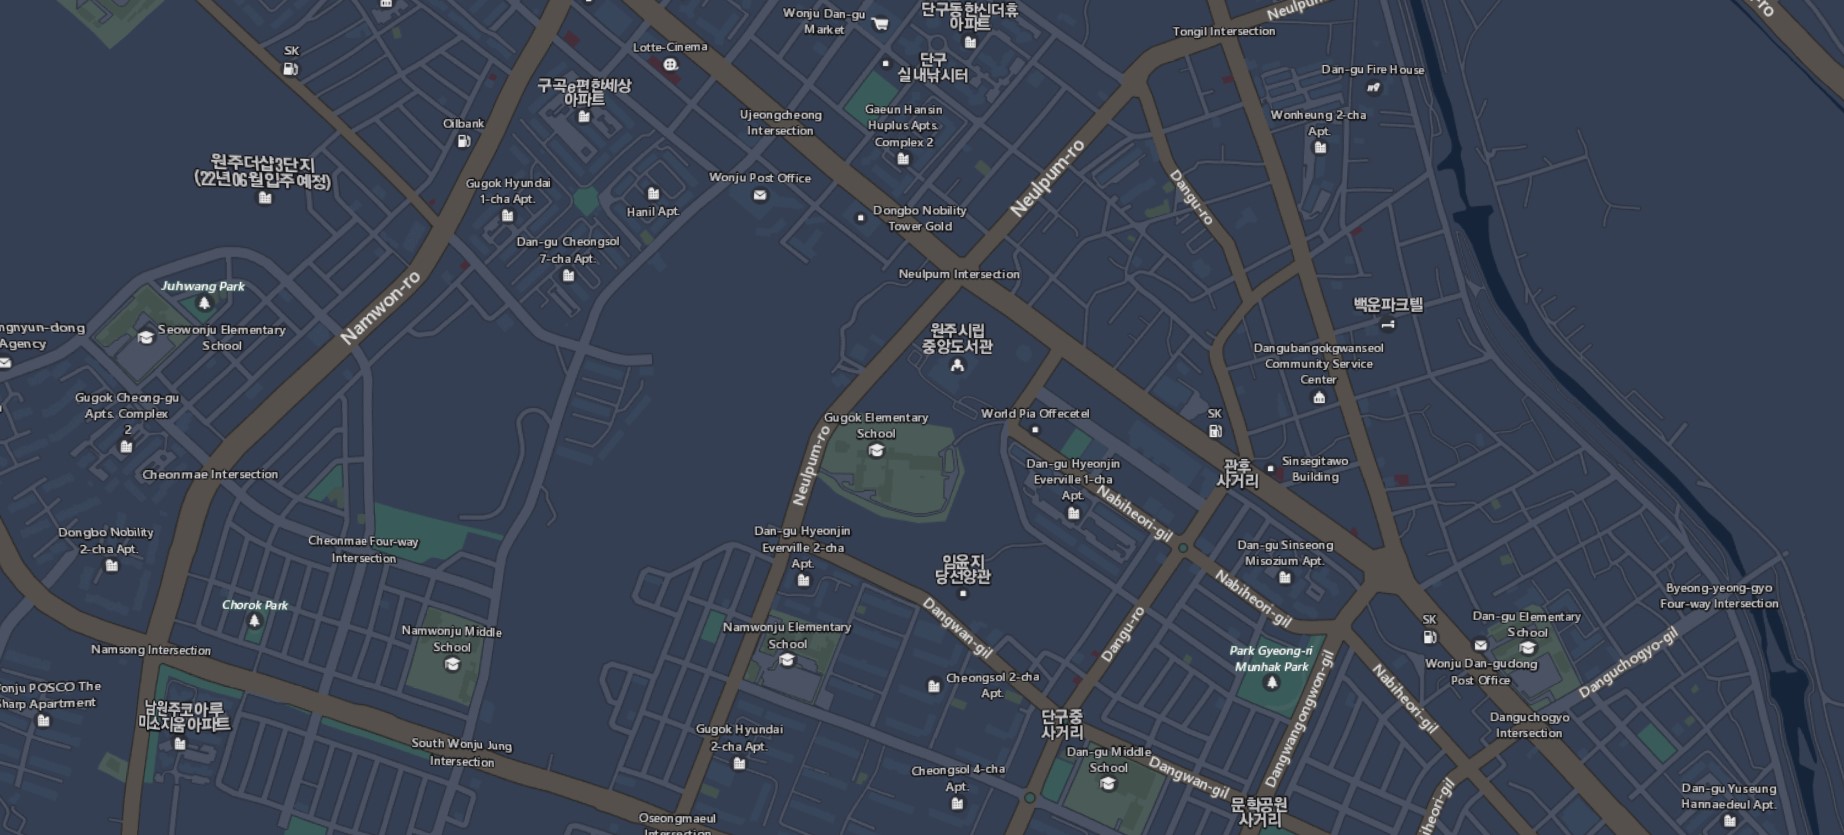 Wonju Dan-gu
Market
단구동한신더휴
아파트
Neulpum
Tongil Intersection
SK
Lotte-Cinema
단구
실내낚시터
Dan-gu Fire House
구곡e편한세상
아파트
Ujeongcheong
Intersection
Gaeun Hansin
Huplus Apts.
Complex 2
Wonheung 2-cha
Apt.
Oilbank
원주더샵3단지
(22년06월입주예정)
Gugok Hyundai
1-cha Apt.
Hanil Apt.
Wonju Post Office
Neulpum-ro
Dangu-ro
Dongbo Nobility
Tower Gold
Dan-gu Cheongsol
7-cha Apt.
Neulpum Intersection
Juhwang Park
Namwon-ro
백운파크텔
ngnyun-dong
Agency
Seowonju Elementary
School
원주시립
중앙도서관
Dangubangokgwanseol
Community Service
Center
Gugok Cheong-gu
Apts. Complex
2
Gugok Elementary
School
World Pia Offecetel
SK
Neulpum-ro
Cheonmae Intersection
Dan-gu Hyeonjin
Everville 1-cha
Apt.
관후
사거리
Sinsegitawo
Building
Nabiheori-gil
Dongbo Nobility
2-cha Apt.
Cheonmae Four-way
Intersection
Dan-gu Hyeonjin
Everville 2-cha
Apt.
임윤지
당선양관
Dan-gu Sinseong
Misozium Apt.
Nabiheori-gil
Byeong-yeong-gyo
Four-way Intersection
Chorok Park
Namwonju Middle
School
Namwonju Elementary
School
Dangwan-gil
Dangu-ro
SK
Dan-gu Elementary
School
Namsong Intersection
Park Gyeong-ri
Munhak Park
Wonju Dan-gudong
Post Office
Danguchogyo-gil
onju POSCO The
harp Apartment
Cheongsol 2-cha
Apt.
Dangwangongwon-gil
Nabiheori-gil
남원주코아루
미소지움아파트
단구중
사거리
Danguchogyo
Intersection
South Wonju Jung
Intersection
Gugok Hyundai
2-cha Apt.
Dan-gu Middle
School
Cheongsol 4-cha
Apt.
Dangwan-gil
Dan-gu Yuseung
Hannaedeul Apt.
문학공원
사거리
Oseongmaeul
Intersection
heori-gil